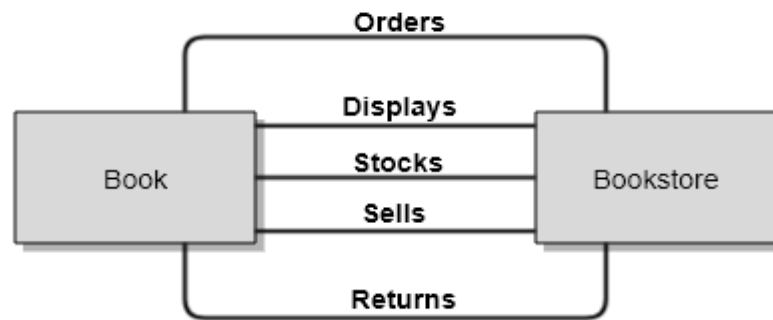 Orders
Displays
Stocks
Sells
Returns
Book
Bookstore